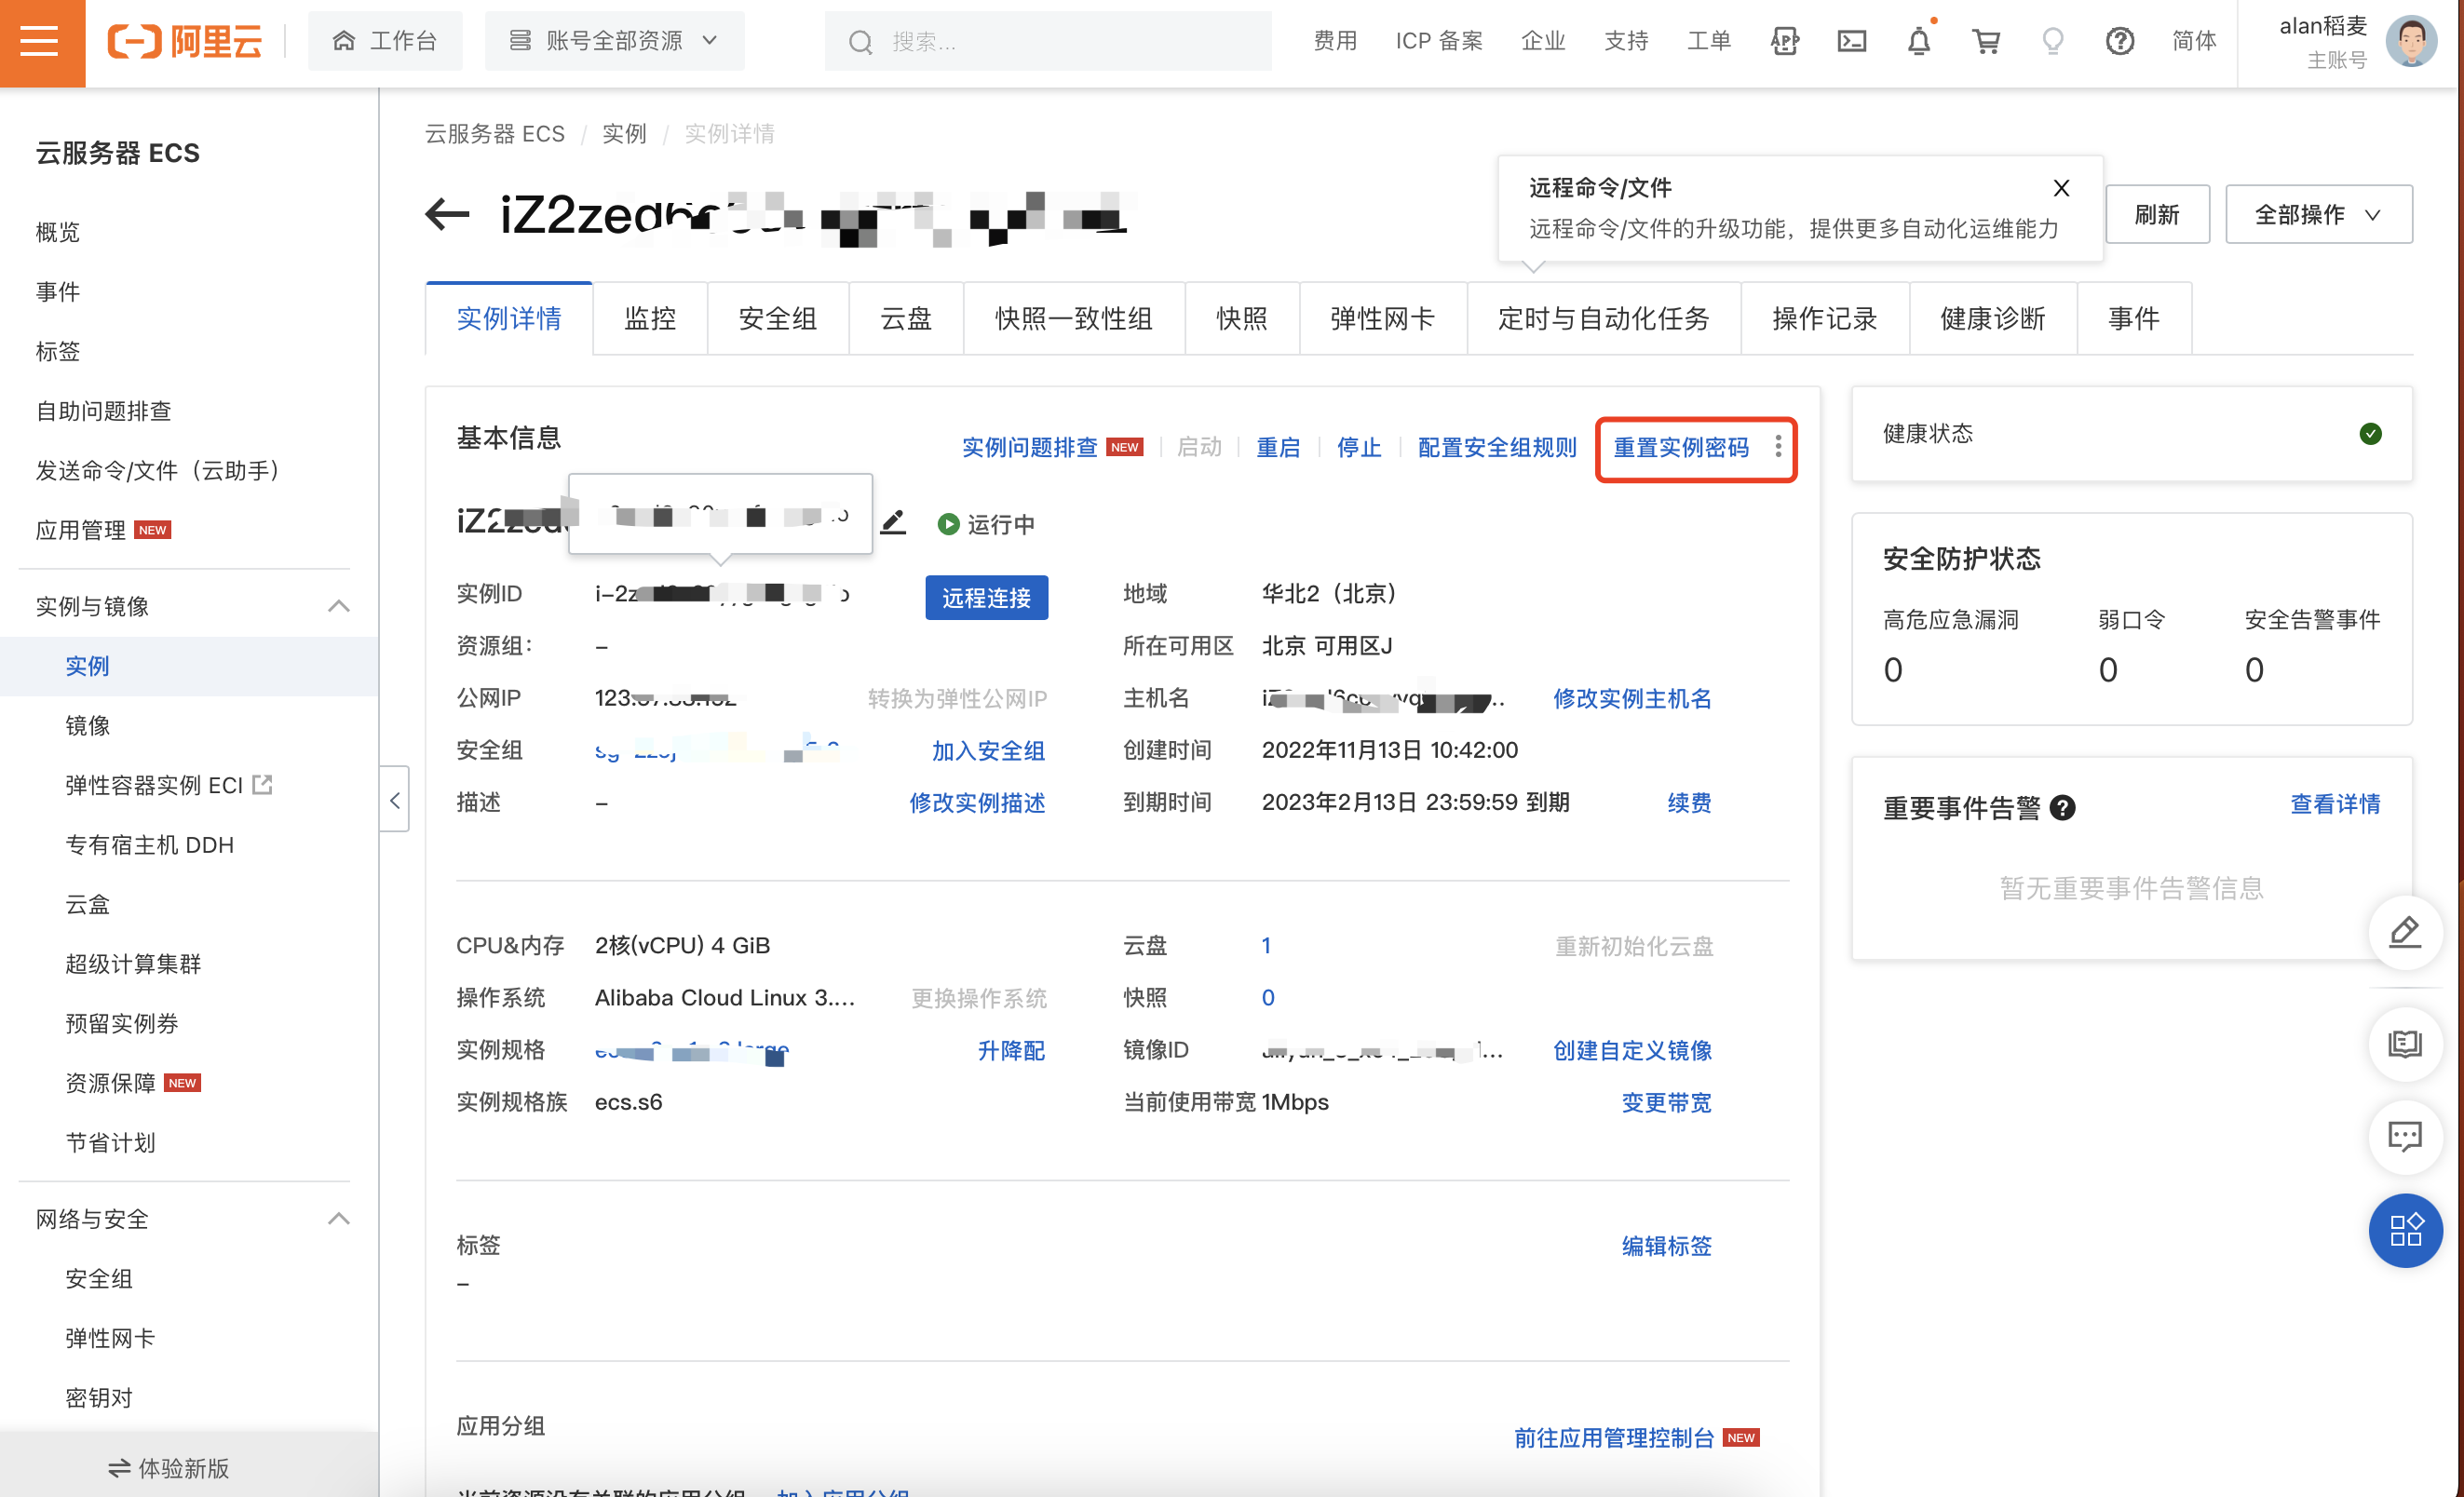 阿里云
工作台
账号全部资源
搜索...
费用
ICP 备案
企业
支持
工单
简体
alan稻麦
主账号
云服务器 ECS
概览
事件
标签
自助问题排查
发送命令/文件（云助手）
应用管理 NEW
实例与镜像
实例
镜像
弹性容器实例 ECI
专有宿主机 DDH
云盒
超级计算集群
预留实例券
资源保障 NEW
节省计划
网络与安全
安全组
弹性网卡
密钥对
体验新版
云服务器 ECS / 实例 / 实例详情
远程命令/文件 X
远程命令/文件的升级功能，提供更多自动化运维能力
刷新
全部操作
实例详情
监控
安全组
云盘
快照一致性组
快照
弹性网卡
定时与自动化任务
操作记录
健康诊断
事件
基本信息
实例问题排查 NEW
启动
重启
停止
配置安全组规则
重置实例密码
运行中
实例ID
远程连接
地域 华北2（北京）
资源组： –
所在可用区 北京 可用区J
公网IP 转换为弹性公网IP
主机名 修改实例主机名
安全组 加入安全组
创建时间 2022年11月13日 10:42:00
描述 – 修改实例描述
到期时间 2023年2月13日 23:59:59 到期 续费
CPU&内存 2核(vCPU) 4 GiB
云盘 1 重新初始化云盘
操作系统 Alibaba Cloud Linux 3.... 更换操作系统
快照 0
实例规格 升降配
镜像ID 创建自定义镜像
实例规格族 ecs.s6
当前使用带宽 1Mbps 变更带宽
标签 编辑标签
–
应用分组
前往应用管理控制台 NEW
当前资源没有关联的应用分组 加入应用分组
健康状态
安全防护状态
高危应急漏洞 弱口令 安全告警事件
0 0 0
重要事件告警 查看详情
暂无重要事件告警信息